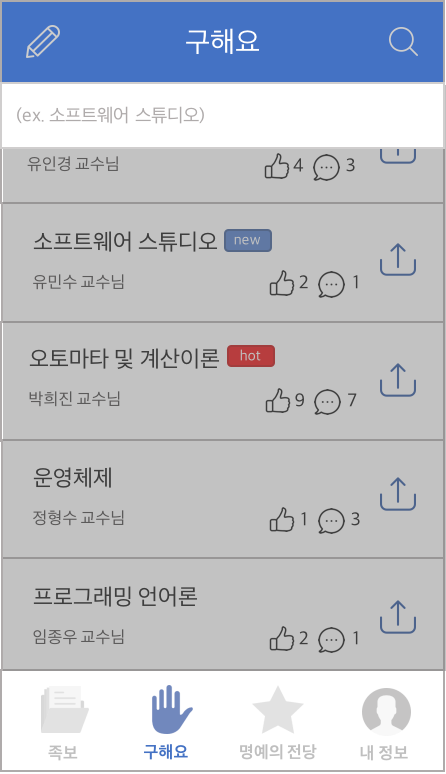 구해요
(ex. 소프트웨어 스튜디오)
유인경 교수님 4 3
소프트웨어 스튜디오 new
유민수 교수님 2 1
오토마타 및 계산이론 hot
박희진 교수님 9 7
운영체제
정형수 교수님 1 3
프로그래밍 언어론
임종우 교수님 2 1
족보 구해요 명예의 전당 내 정보